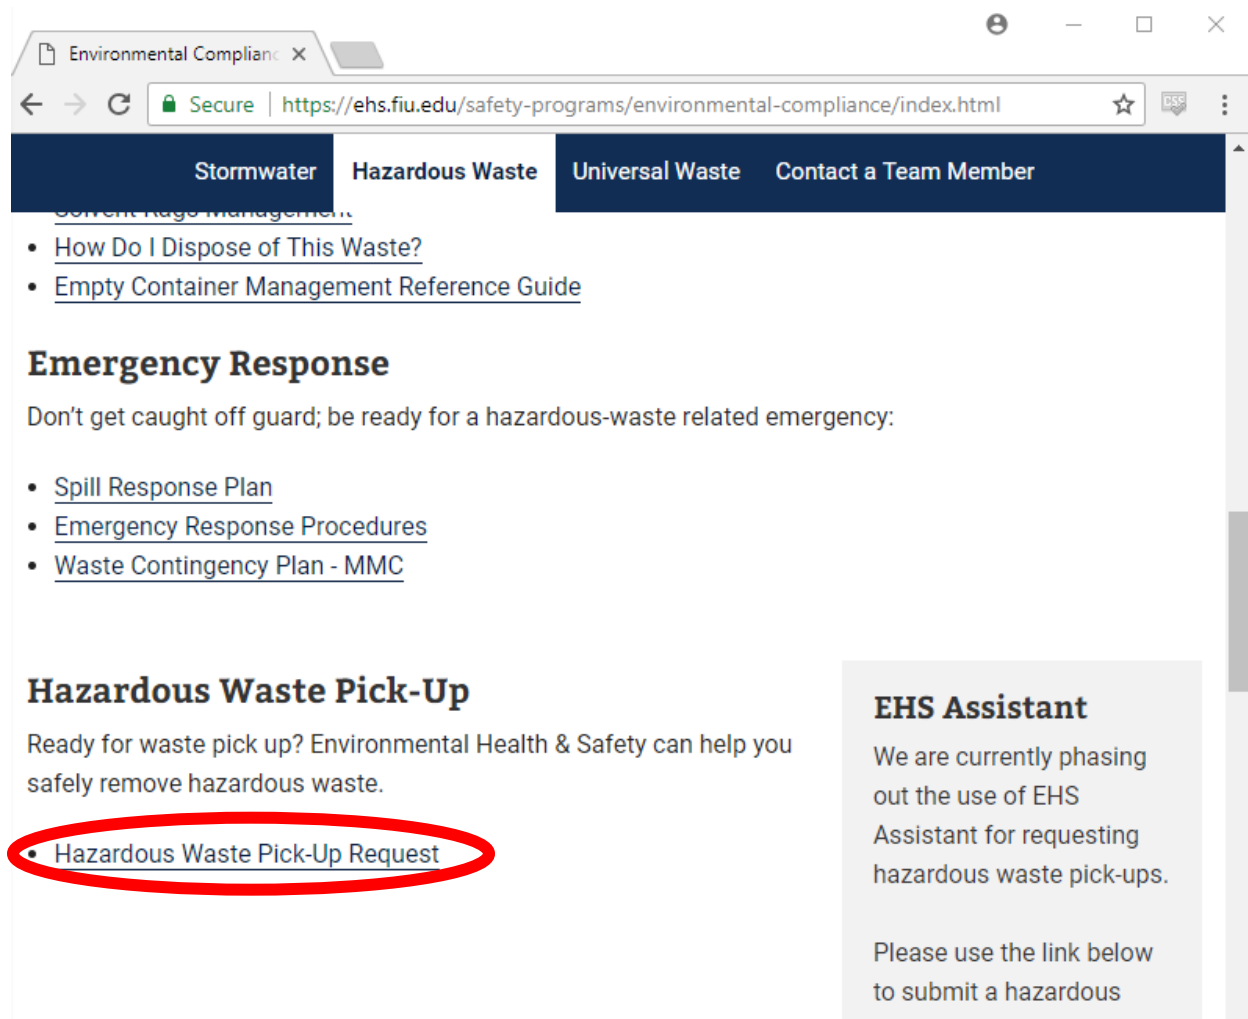 Environmental Complianc
Secure
https://ehs.fiu.edu/safety-programs/environmental-compliance/index.html
CSC
Stormwater Hazardous Waste Universal Waste Contact a Team Member
Solvent Rags Management
How Do I Dispose of This Waste?
Empty Container Management Reference Guide
Emergency Response
Don't get caught off guard; be ready for a hazardous-waste related emergency:
Spill Response Plan
Emergency Response Procedures
Waste Contingency Plan - MMC
Hazardous Waste Pick-Up
Ready for waste pick up? Environmental Health & Safety can help you
safely remove hazardous waste.
Hazardous Waste Pick-Up Request
EHS Assistant
We are currently phasing
out the use of EHS
Assistant for requesting
hazardous waste pick-ups.
Please use the link below
to submit a hazardous